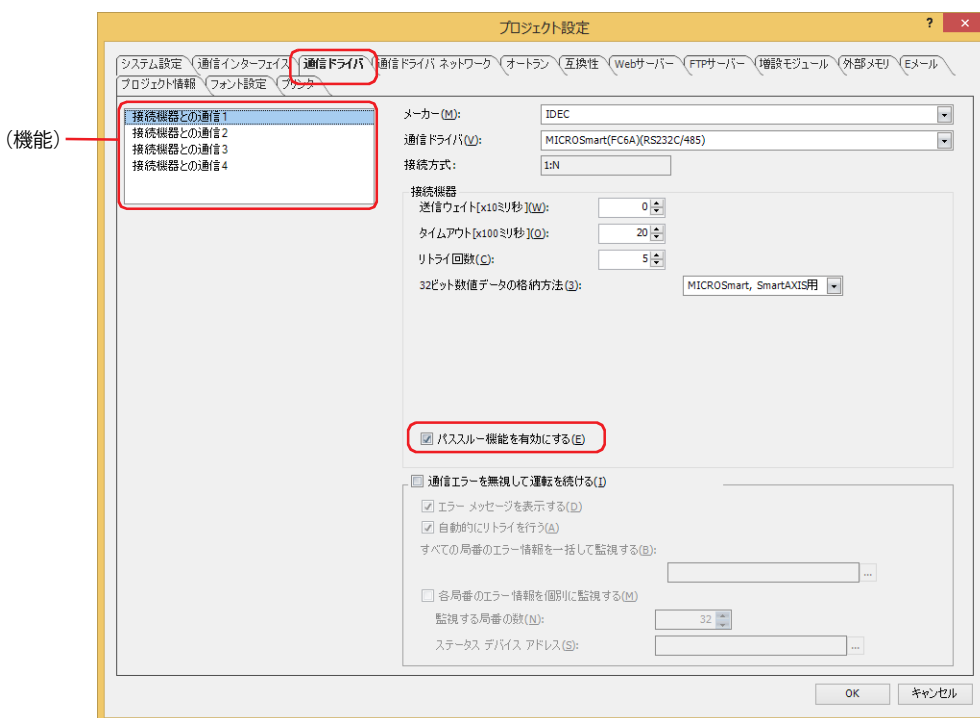 プロジェクト設定
? ×
システム設定 通信インターフェイス 通信ドライバ 通信ドライバ ネットワーク オートラン 互換性 Webサーバー FTPサーバー 増設モジュール 外部メモリ Eメール
プロジェクト情報 フォント設定 プリンタ
(機能)
接続機器との通信1
接続機器との通信2
接続機器との通信3
接続機器との通信4
メーカー(M): IDEC
通信ドライバ(V): MICROSmart(FC6A)(RS232C/485)
接続方式: 1:N
接続機器
送信ウェイト[x10ミリ秒](W): 0
タイムアウト[x100ミリ秒](O): 20
リトライ回数(C): 5
32ビット数値データの格納方法(3): MICROSmart, SmartAXIS用
パススルー機能を有効にする(E)
通信エラーを無視して運転を続ける(I)
エラー メッセージを表示する(D)
自動的にリトライを行う(A)
すべての局番のエラー情報を一括して監視する(B):
...
各局番のエラー情報を個別に監視する(M)
監視する局番の数(N): 32
ステータス デバイス アドレス(S):
...
OK キャンセル